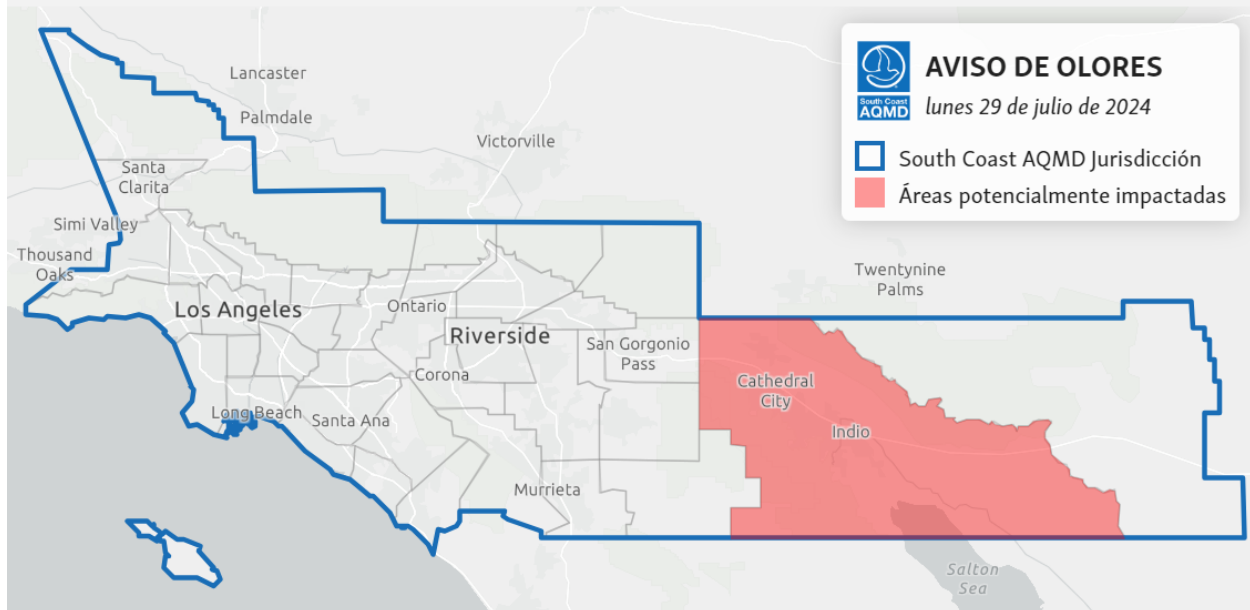 AVISO DE OLORES
lunes 29 de julio de 2024
South Coast
AQMD
South Coast AQMD Jurisdicción
Áreas potencialmente impactadas
Lancaster
Palmdale
Victorville
Santa
Clarita
Simi Valley
Thousand
Oaks
Los Angeles
Ontario
Riverside
San Gorgonio
Pass
Corona
Long Beach
Santa Ana
Murrieta
Twentynine
Palms
Cathedral
City
Indio
Salton
Sea